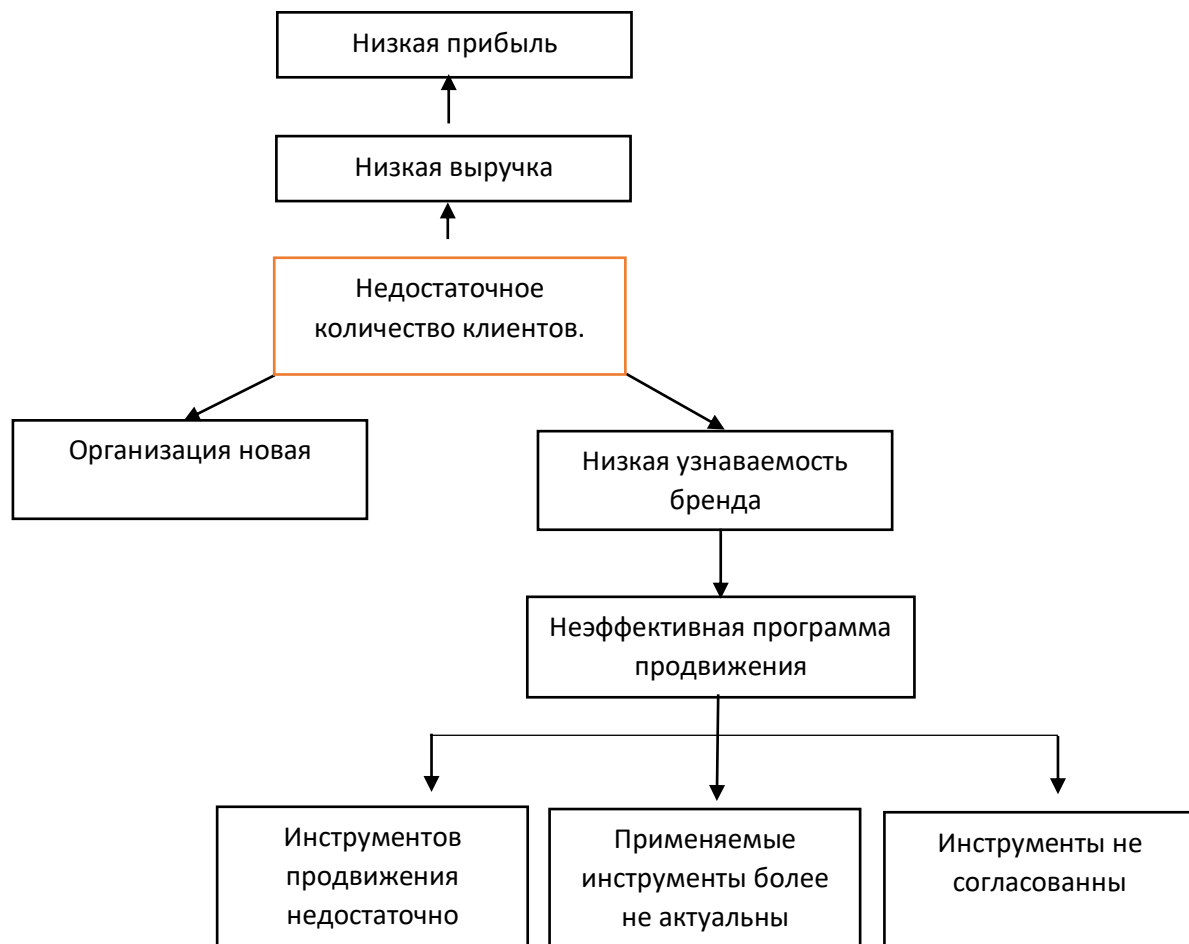 Низкая прибыль
Низкая выручка
Недостаточное
количество клиентов.
Организация новая
Низкая узнаваемость
бренда
Неэффективная программа
продвижения
Инструментов
продвижения
недостаточно
Применяемые
инструменты более
не актуальны
Инструменты не
согласованны